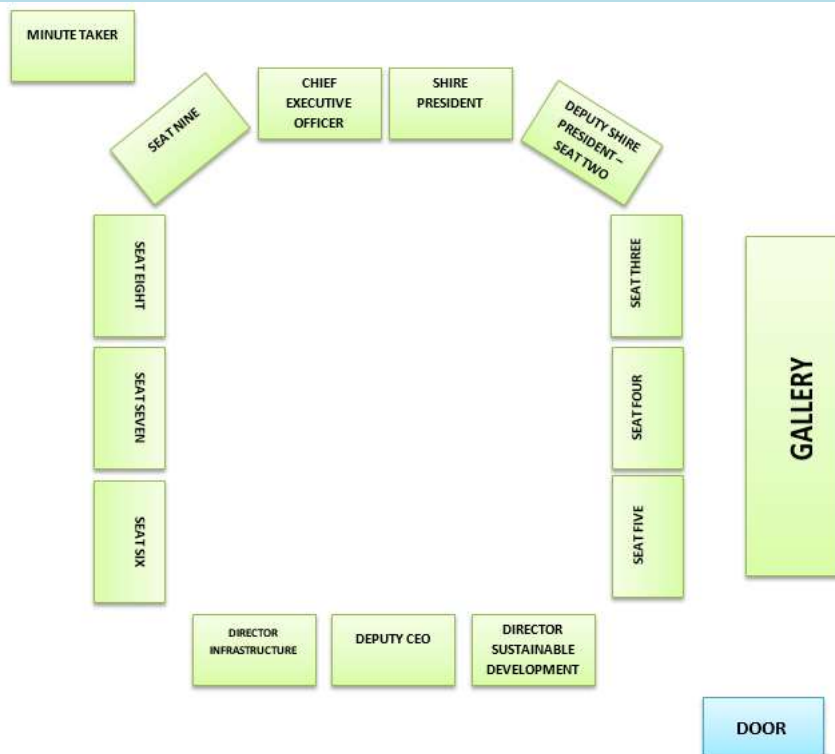 MINUTE TAKER
CHIEF
EXECUTIVE
OFFICER
SHIRE
PRESIDENT
SEAT NINE
DEPUTY SHIRE
PRESIDENT –
SEAT TWO
SEAT EIGHT
SEAT THREE
SEAT SEVEN
SEAT FOUR
GALLERY
SEAT SIX
SEAT FIVE
DIRECTOR
INFRASTRUCTURE
DEPUTY CEO
DIRECTOR
SUSTAINABLE
DEVELOPMENT
DOOR